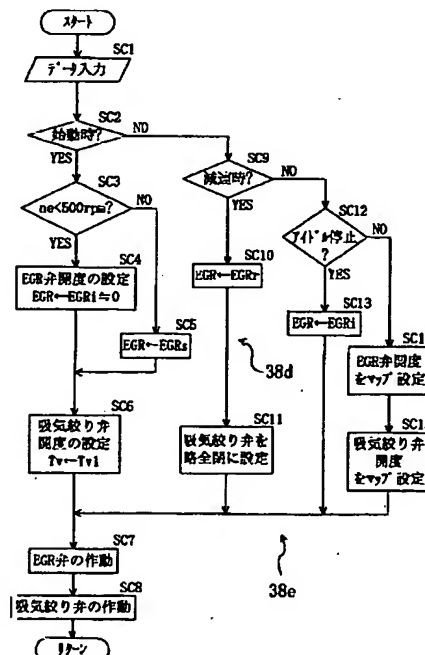 スタート
SC1
データ入力
SC2
始動時?
NO
YES
SC9
減速時?
NO
YES
SC3
ne<500rpm?
NO
YES
SC12
アイドル停止
?
NO
YES
SC4
EGR弁開度の設定
EGR←EGRi≒0
SC10
EGR←EGRr
SC13
EGR←EGRi
SC5
EGR←EGRs
38d
SC1
EGR弁開度
をマップ設定
SC6
吸気絞り弁
開度の設定
Tv←Tv1
SC11
吸気絞り弁を
略全閉に設定
SC1
吸気絞り弁
開度
をマップ設定
SC7
EGR弁の作動
38e
SC8
吸気絞り弁の作動
リターン